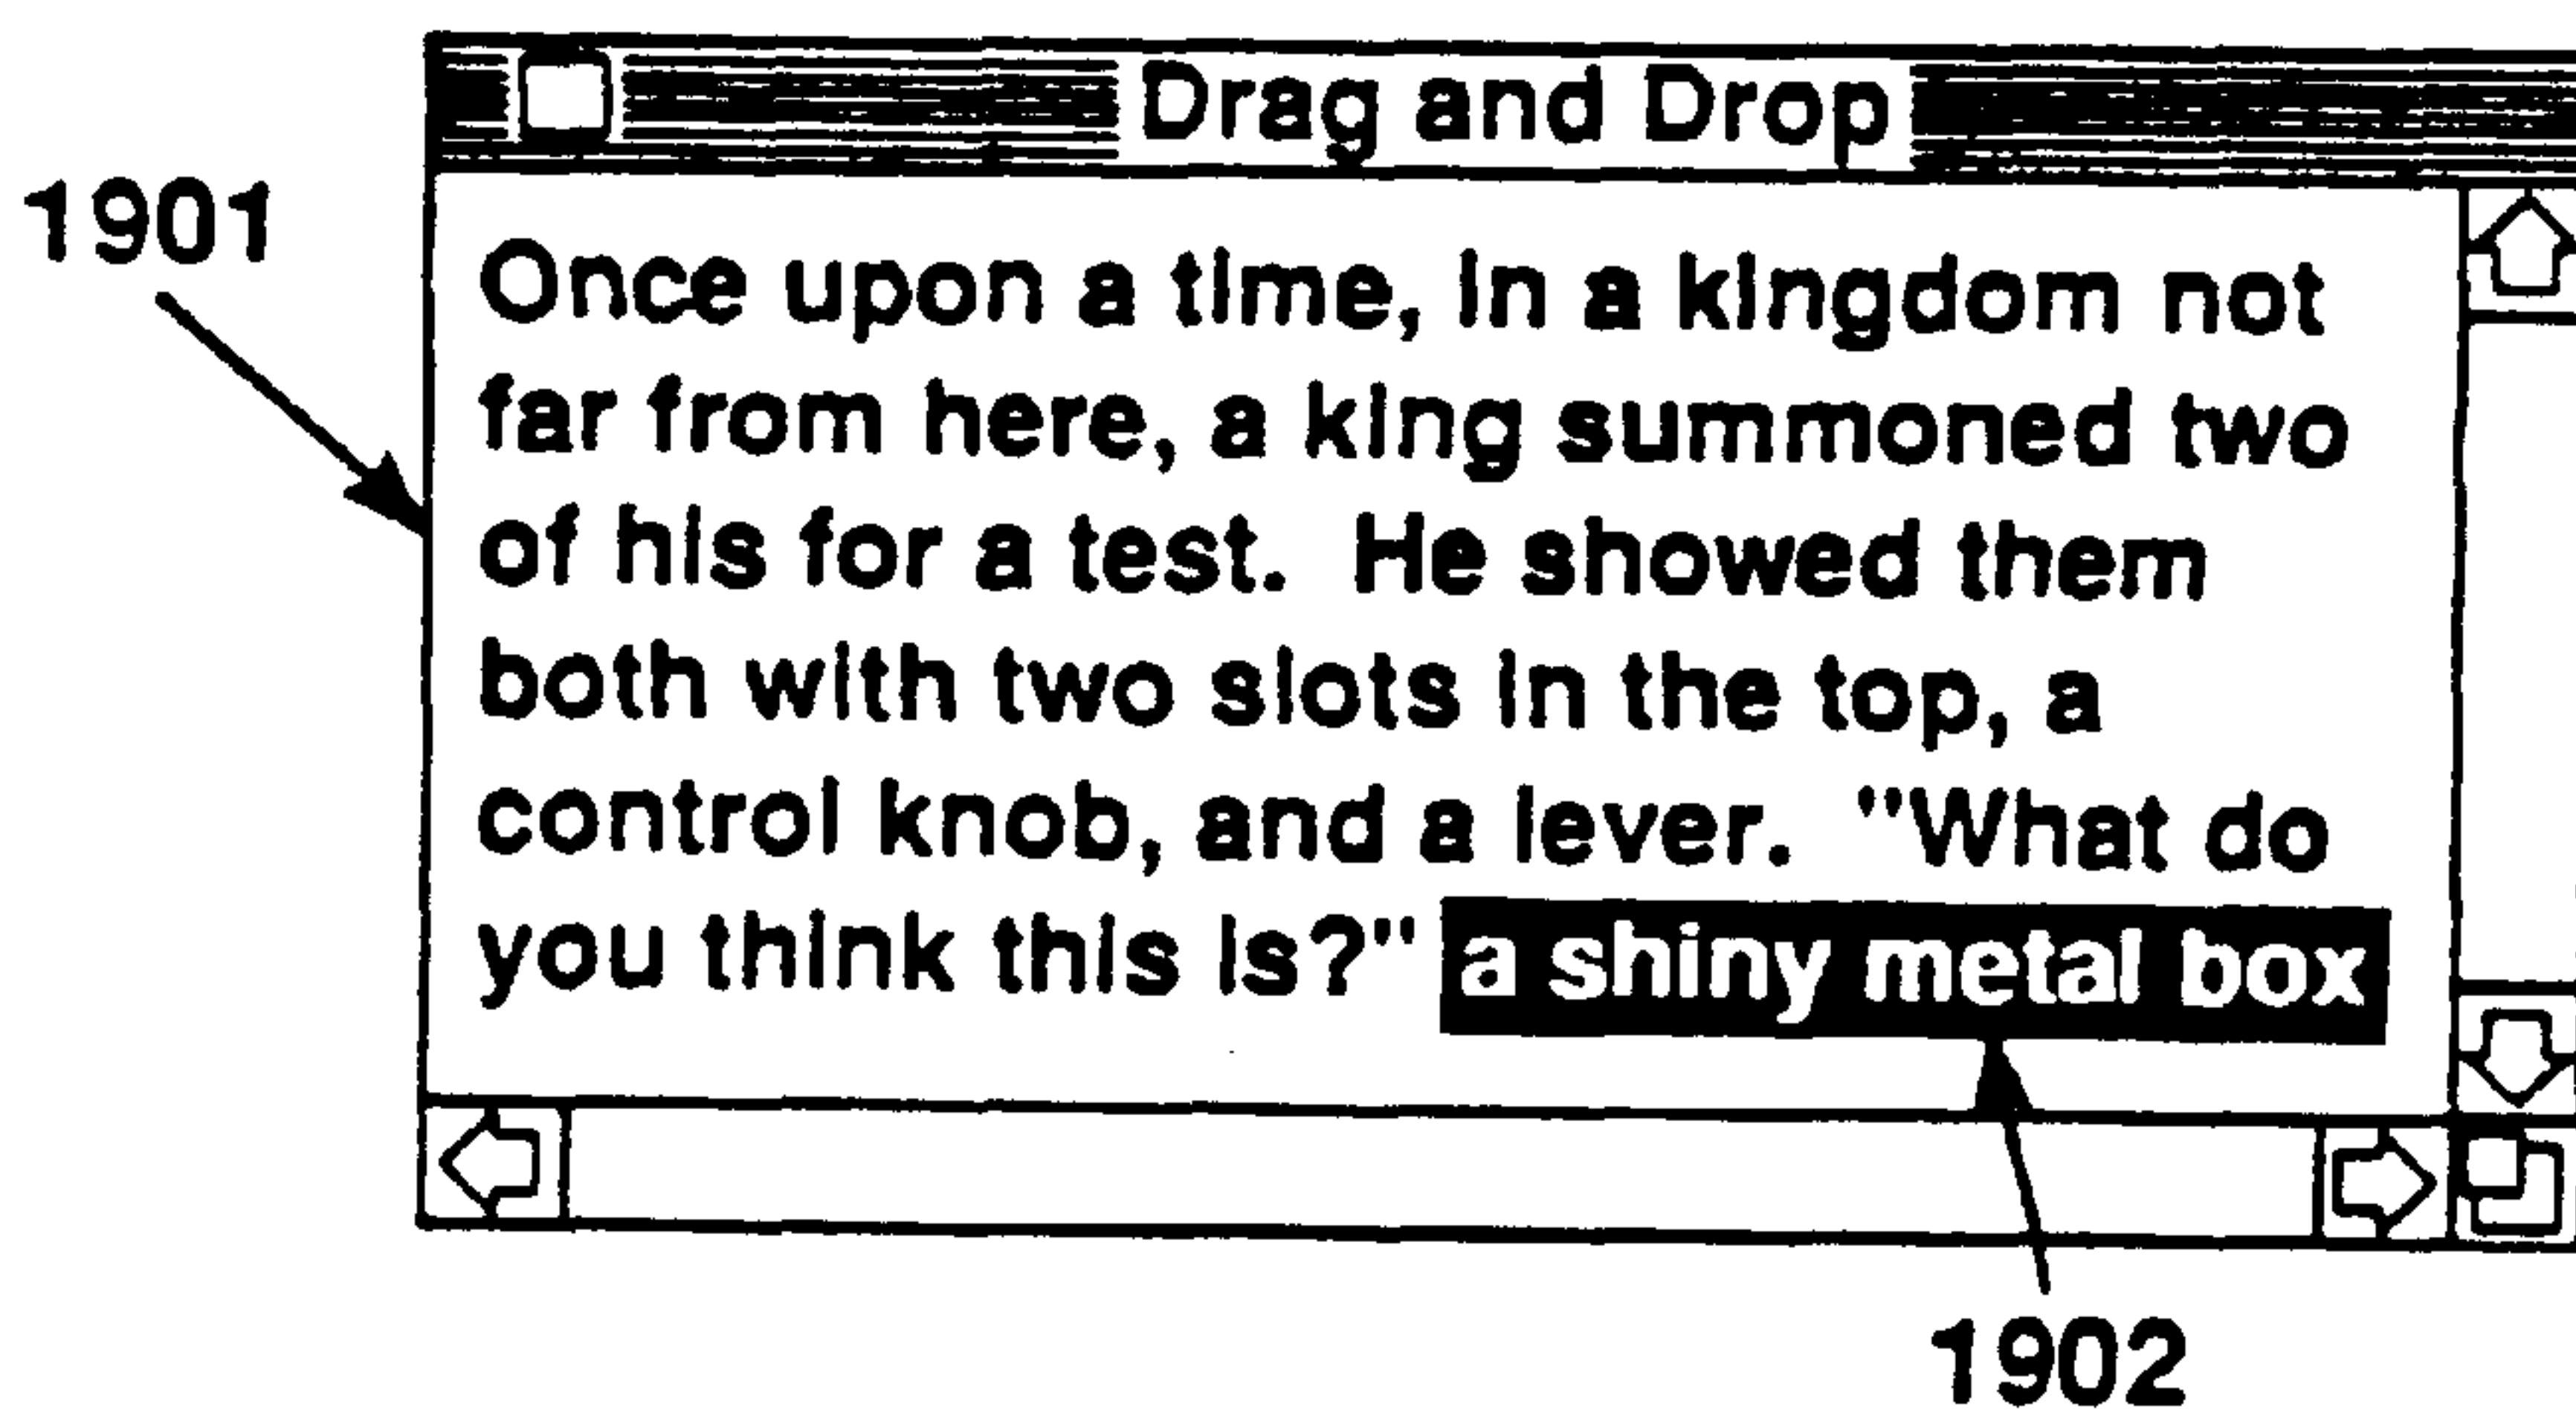 Drag and Drop
1901
Once upon a time, in a kingdom not
far from here, a king summoned two
of his for a test.  He showed them
both with two slots in the top, a
control knob, and a lever.  "What do
you think this is?" a shiny metal box
1902